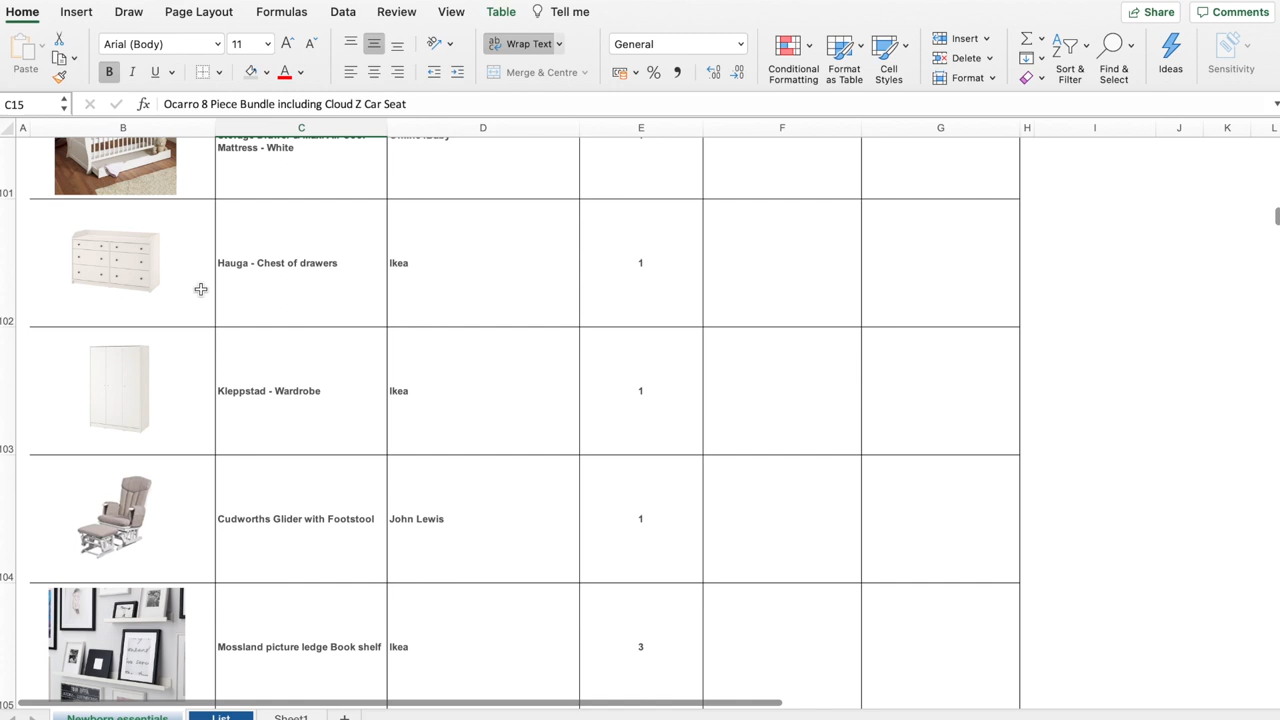 Home Insert Draw Page Layout Formulas Data Review View Table Tell me Share Comments
Paste Arial (Body) 11 A A Wrap Text General Conditional Formatting Format as Table Cell Styles Insert Delete Format Sort & Filter Find & Select Ideas Sensitivity
B I U A Merge & Centre % ,
C15 fx Ocarro 8 Piece Bundle including Cloud Z Car Seat
A B C D E F G H I J K L
Mattress - White
101
Hauga - Chest of drawers Ikea 1
102
Kleppstad - Wardrobe Ikea 1
103
Cudworths Glider with Footstool John Lewis 1
104
Mossland picture ledge Book shelf Ikea 3
105
Newborn essentials List Sheet1 +